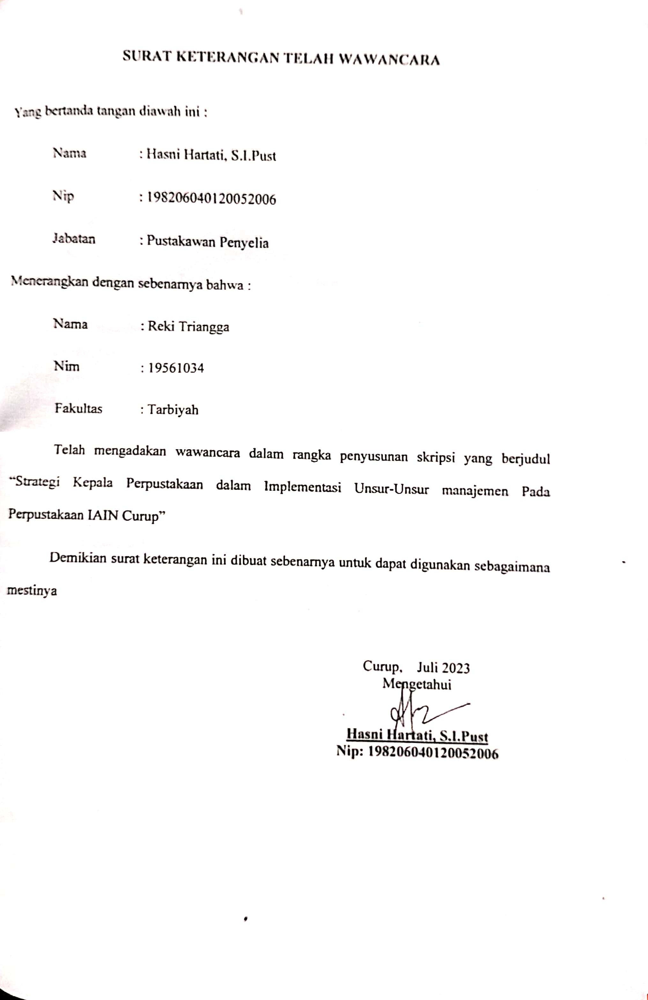 SURAT KETERANGAN TELAH WAWANCARA
Yang bertanda tangan diawah ini :
Nama : Hasni Hartati, S.I.Pust
Nip : 198206040120052006
Jabatan : Pustakawan Penyelia
Menerangkan dengan sebenarnya bahwa :
Nama : Reki Triangga
Nim : 19561034
Fakultas : Tarbiyah
Telah mengadakan wawancara dalam rangka penyusunan skripsi yang berjudul
“Strategi Kepala Perpustakaan dalam Implementasi Unsur-Unsur manajemen Pada
Perpustakaan IAIN Curup”
Demikian surat keterangan ini dibuat sebenarnya untuk dapat digunakan sebagaimana
mestinya
Curup, Juli 2023
Mengetahui
Hasni Hartati, S.I.Pust
Nip: 198206040120052006